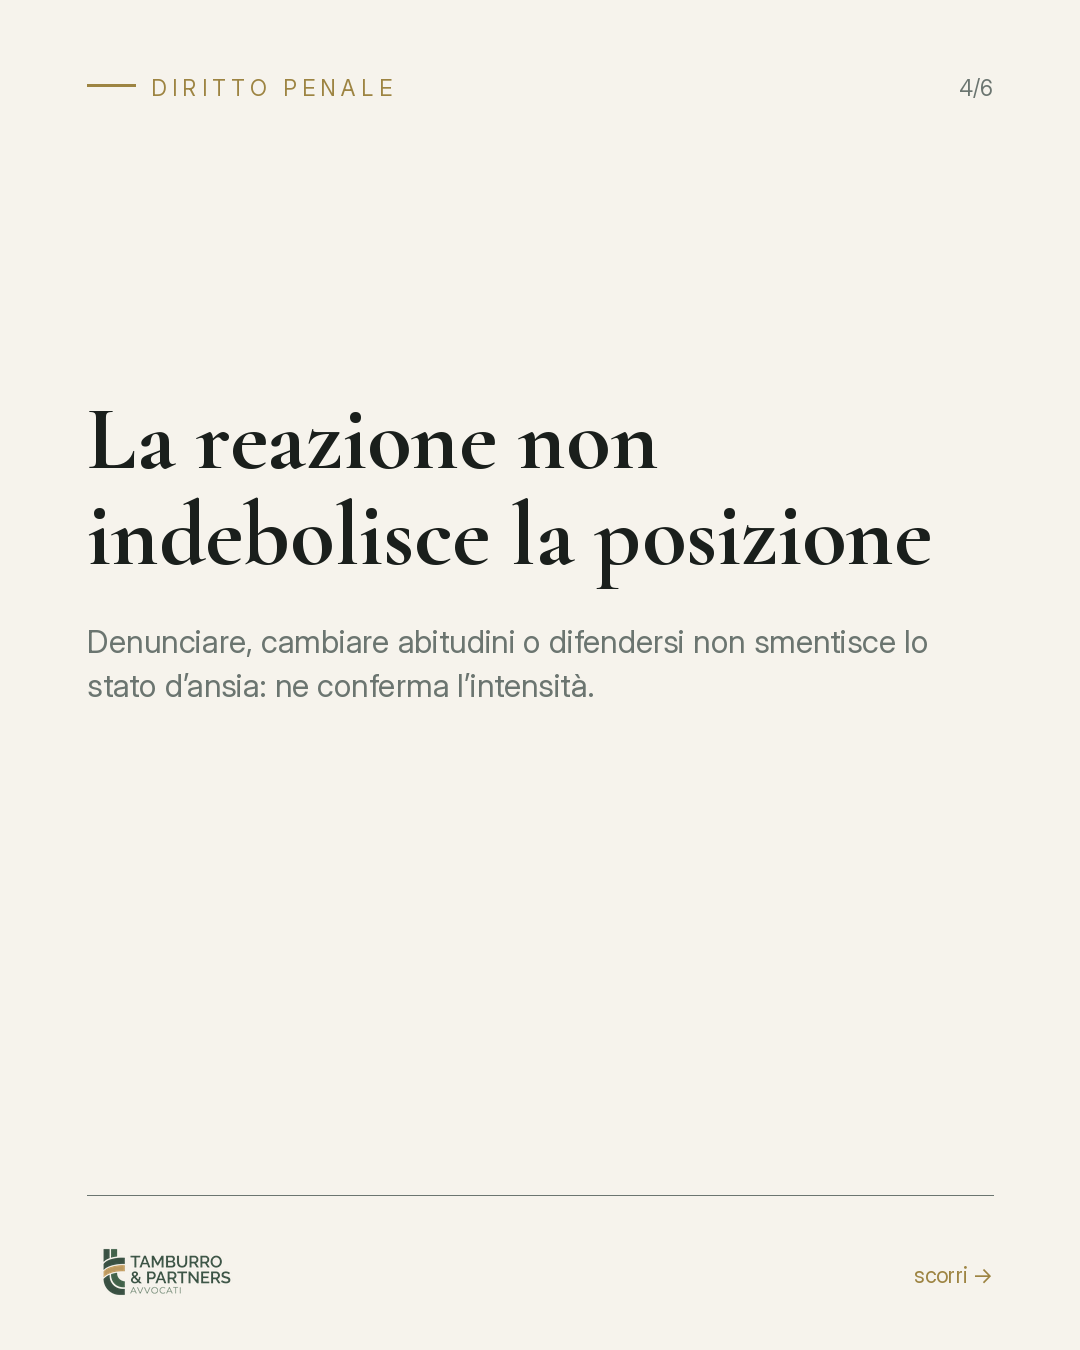 DIRITTO PENALE
4/6
La reazione non
indebolisce la posizione
Denunciare, cambiare abitudini o difendersi non smentisce lo
stato d’ansia: ne conferma l’intensità.
TAMBURRO
& PARTNERS
AVVOCATI
scorri →